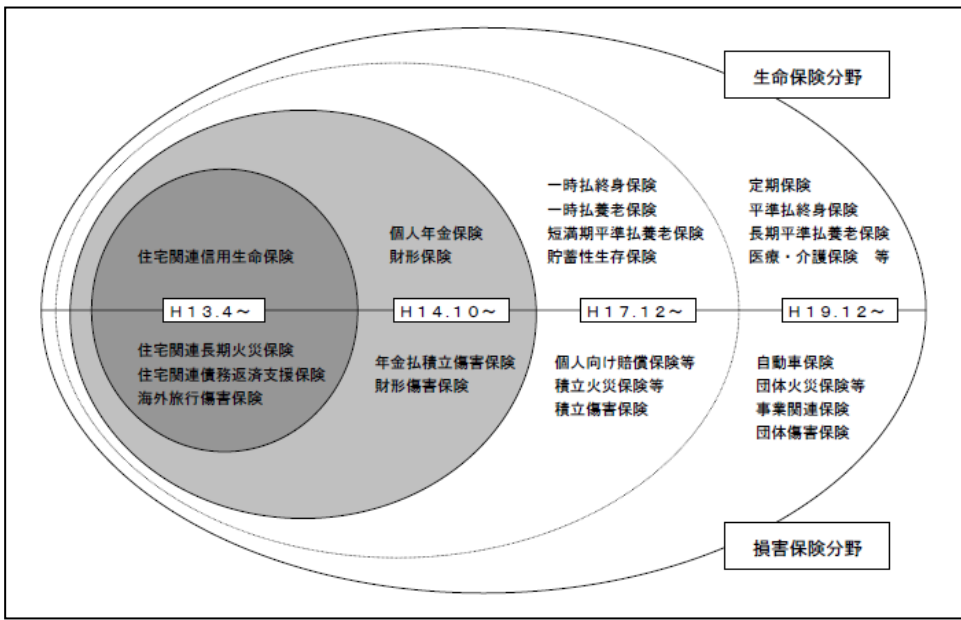 生命保険分野
住宅関連信用生命保険
個人年金保険
財形保険
一時払終身保険
一時払養老保険
短満期平準払養老保険
貯蓄性生存保険
定期保険
平準払終身保険
長期平準払養老保険
医療・介護保険 等
H13.4～
H14.10～
H17.12～
H19.12～
住宅関連長期火災保険
住宅関連債務返済支援保険
海外旅行傷害保険
年金払積立傷害保険
財形傷害保険
個人向け賠償保険等
積立火災保険等
積立傷害保険
自動車保険
団体火災保険等
事業関連保険
団体傷害保険
損害保険分野